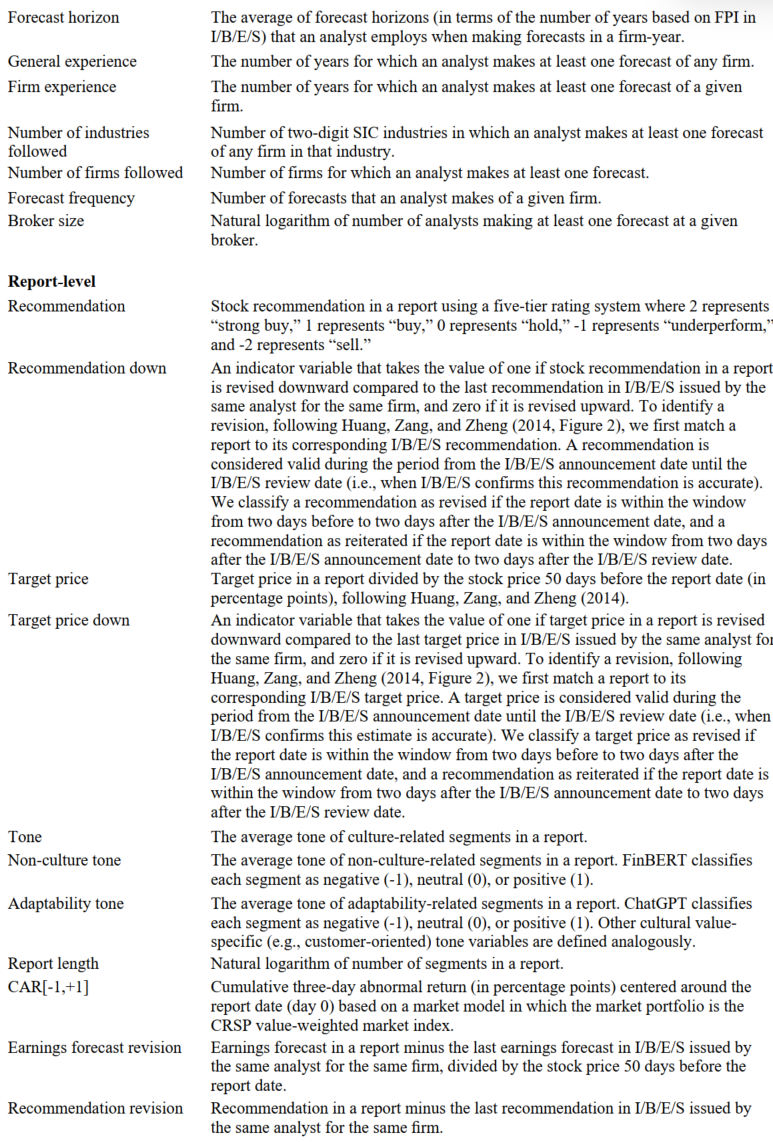 Forecast horizon The average of forecast horizons (in terms of the number of years based on FPI in
I/B/E/S) that an analyst employs when making forecasts in a firm-year.
General experience The number of years for which an analyst makes at least one forecast of any firm.
Firm experience The number of years for which an analyst makes at least one forecast of a given
firm.
Number of industries Number of two-digit SIC industries in which an analyst makes at least one forecast
followed of any firm in that industry.
Number of firms followed Number of firms for which an analyst makes at least one forecast.
Forecast frequency Number of forecasts that an analyst makes of a given firm.
Broker size Natural logarithm of number of analysts making at least one forecast at a given
broker.
Report-level
Recommendation Stock recommendation in a report using a five-tier rating system where 2 represents
“strong buy,” 1 represents “buy,” 0 represents “hold,” -1 represents “underperform,”
and -2 represents “sell.”
Recommendation down An indicator variable that takes the value of one if stock recommendation in a report
is revised downward compared to the last recommendation in I/B/E/S issued by the
same analyst for the same firm, and zero if it is revised upward. To identify a
revision, following Huang, Zang, and Zheng (2014, Figure 2), we first match a
report to its corresponding I/B/E/S recommendation. A recommendation is
considered valid during the period from the I/B/E/S announcement date until the
I/B/E/S review date (i.e., when I/B/E/S confirms this recommendation is accurate).
We classify a recommendation as revised if the report date is within the window
from two days before to two days after the I/B/E/S announcement date, and a
recommendation as reiterated if the report date is within the window from two days
after the I/B/E/S announcement date to two days after the I/B/E/S review date.
Target price Target price in a report divided by the stock price 50 days before the report date (in
percentage points), following Huang, Zang, and Zheng (2014).
Target price down An indicator variable that takes the value of one if target price in a report is revised
downward compared to the last target price in I/B/E/S issued by the same analyst for
the same firm, and zero if it is revised upward. To identify a revision, following
Huang, Zang, and Zheng (2014, Figure 2), we first match a report to its
corresponding I/B/E/S target price. A target price is considered valid during the
period from the I/B/E/S announcement date until the I/B/E/S review date (i.e., when
I/B/E/S confirms this estimate is accurate). We classify a target price as revised if
the report date is within the window from two days before to two days after the
I/B/E/S announcement date, and a recommendation as reiterated if the report date is
within the window from two days after the I/B/E/S announcement date to two days
after the I/B/E/S review date.
Tone The average tone of culture-related segments in a report.
Non-culture tone The average tone of non-culture-related segments in a report. FinBERT classifies
each segment as negative (-1), neutral (0), or positive (1).
Adaptability tone The average tone of adaptability-related segments in a report. ChatGPT classifies
each segment as negative (-1), neutral (0), or positive (1). Other cultural value-
specific (e.g., customer-oriented) tone variables are defined analogously.
Report length Natural logarithm of number of segments in a report.
CAR[-1,+1] Cumulative three-day abnormal return (in percentage points) centered around the
report date (day 0) based on a market model in which the market portfolio is the
CRSP value-weighted market index.
Earnings forecast revision Earnings forecast in a report minus the last earnings forecast in I/B/E/S issued by
the same analyst for the same firm, divided by the stock price 50 days before the
report date.
Recommendation revision Recommendation in a report minus the last recommendation in I/B/E/S issued by
the same analyst for the same firm.